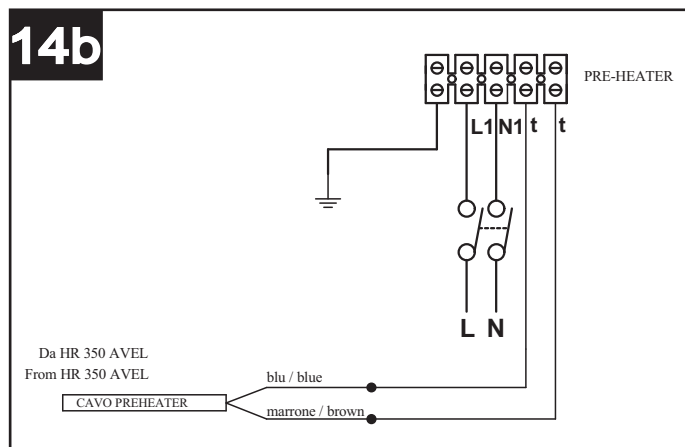 14b
PRE-HEATER
L1 N1 t t
L N
Da HR 350 AVEL
From HR 350 AVEL
blu / blue
CAVO PREHEATER
marrone / brown